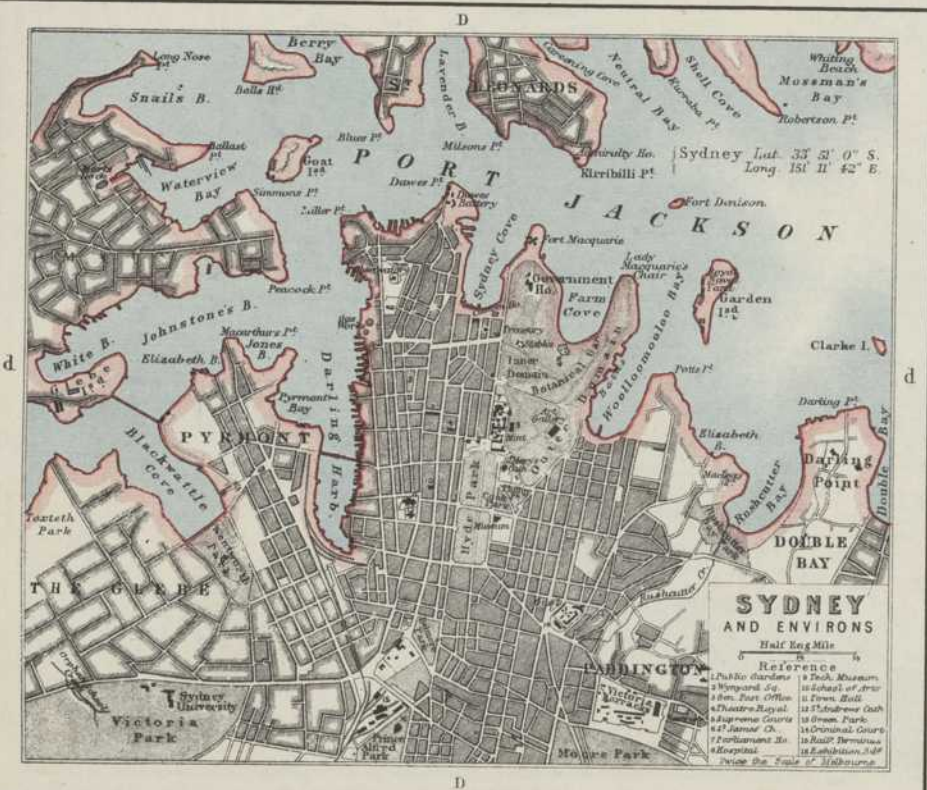 D
Long Nose
Pt.
Snails B.
Berry
Bay
Balls Hd.
Lavender B.
LEONARDS
Careening Cove
Neutral Bay
Kurraba Pt.
Shell Cove
Whiting
Beach
Mossman's
Bay
Robertson Pt.
Ballast
pt.
Goat
Isd.
Blues Pt.
Milsons Pt.
Admiralty Ho.
Kirribilli Pt.
Sydney Lat. 33° 51' 0" S.
Long. 151° 11' 42" E.
Waterview
Bay
Simmons Pt.
Miller Pt.
Dawes Pt.
Dawes
Battery
PORT JACKSON
Fort Denison
Sydney Cove
Fort Macquarie
Lady
Macquarie's
Chair
Government
Ho.
Farm
Cove
Garden
Isd.
Peacock Pt.
Johnstone's B.
White B.
Glebe
Isd.
Macarthurs Pt.
Jones
B.
Elizabeth B.
Pyrmont
Bay
Darling Harb.
Treasury
Stables
Inner
Domain
Botanical
Woolloomooloo Bay
Clarke I.
d
d
Potts Pt.
Darling Pt.
PYRMONT
Blackwattle
Cove
Mint
Hyde Park
Museum
Elizabeth
B.
Rushcutter
Bay
Darling
Point
Double Bay
DOUBLE
BAY
Toxteth
Park
THE GLEBE
Rushcutter Cr.
PADDINGTON
Victoria
Barracks
Sydney
University
Victoria
Park
Prince
Alfred
Park
Moore Park
SYDNEY
AND ENVIRONS
Half Eng Mile
Reference
1 Public Gardens
2 Wynyard Sq.
3 Gen. Post Office
4 Theatre Royal
5 Supreme Courts
6 St. James Ch.
7 Parliament Ho.
8 Hospital
9 Tech. Museum
10 School of Arts
11 Town Hall
12 St. Andrews Cath
13 Green Park
14 Criminal Court
15 Railw. Terminus
16 Exhibition Bdg.
Twice the Scale of Melbourne
D